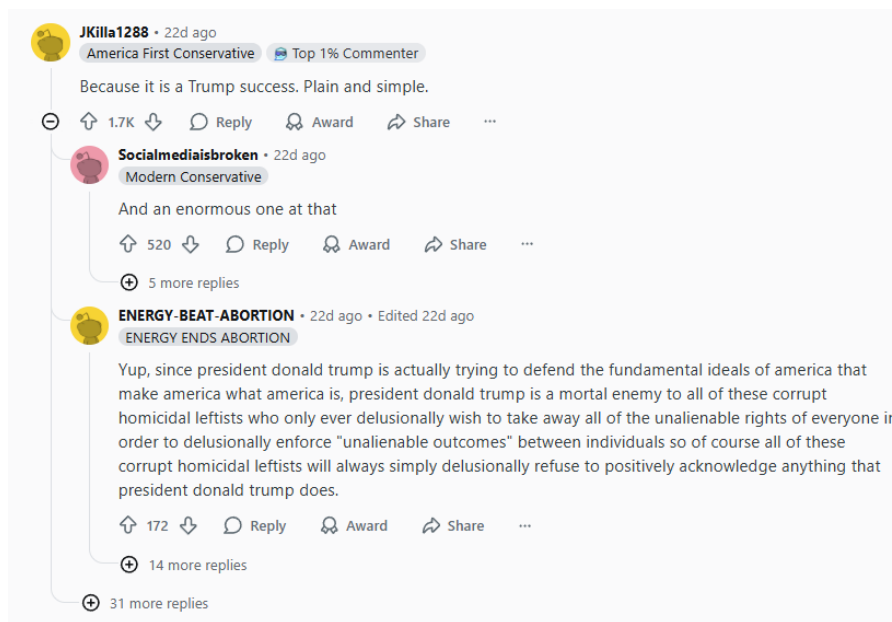 JKilla1288 • 22d ago
America First Conservative Top 1% Commenter
Because it is a Trump success. Plain and simple.
1.7K Reply Award Share ...
Socialmediaisbroken • 22d ago
Modern Conservative
And an enormous one at that
520 Reply Award Share ...
5 more replies
ENERGY-BEAT-ABORTION • 22d ago • Edited 22d ago
ENERGY ENDS ABORTION
Yup, since president donald trump is actually trying to defend the fundamental ideals of america that
make america what america is, president donald trump is a mortal enemy to all of these corrupt
homicidal leftists who only ever delusionally wish to take away all of the unalienable rights of everyone in
order to delusionally enforce "unalienable outcomes" between individuals so of course all of these
corrupt homicidal leftists will always simply delusionally refuse to positively acknowledge anything that
president donald trump does.
172 Reply Award Share ...
14 more replies
31 more replies